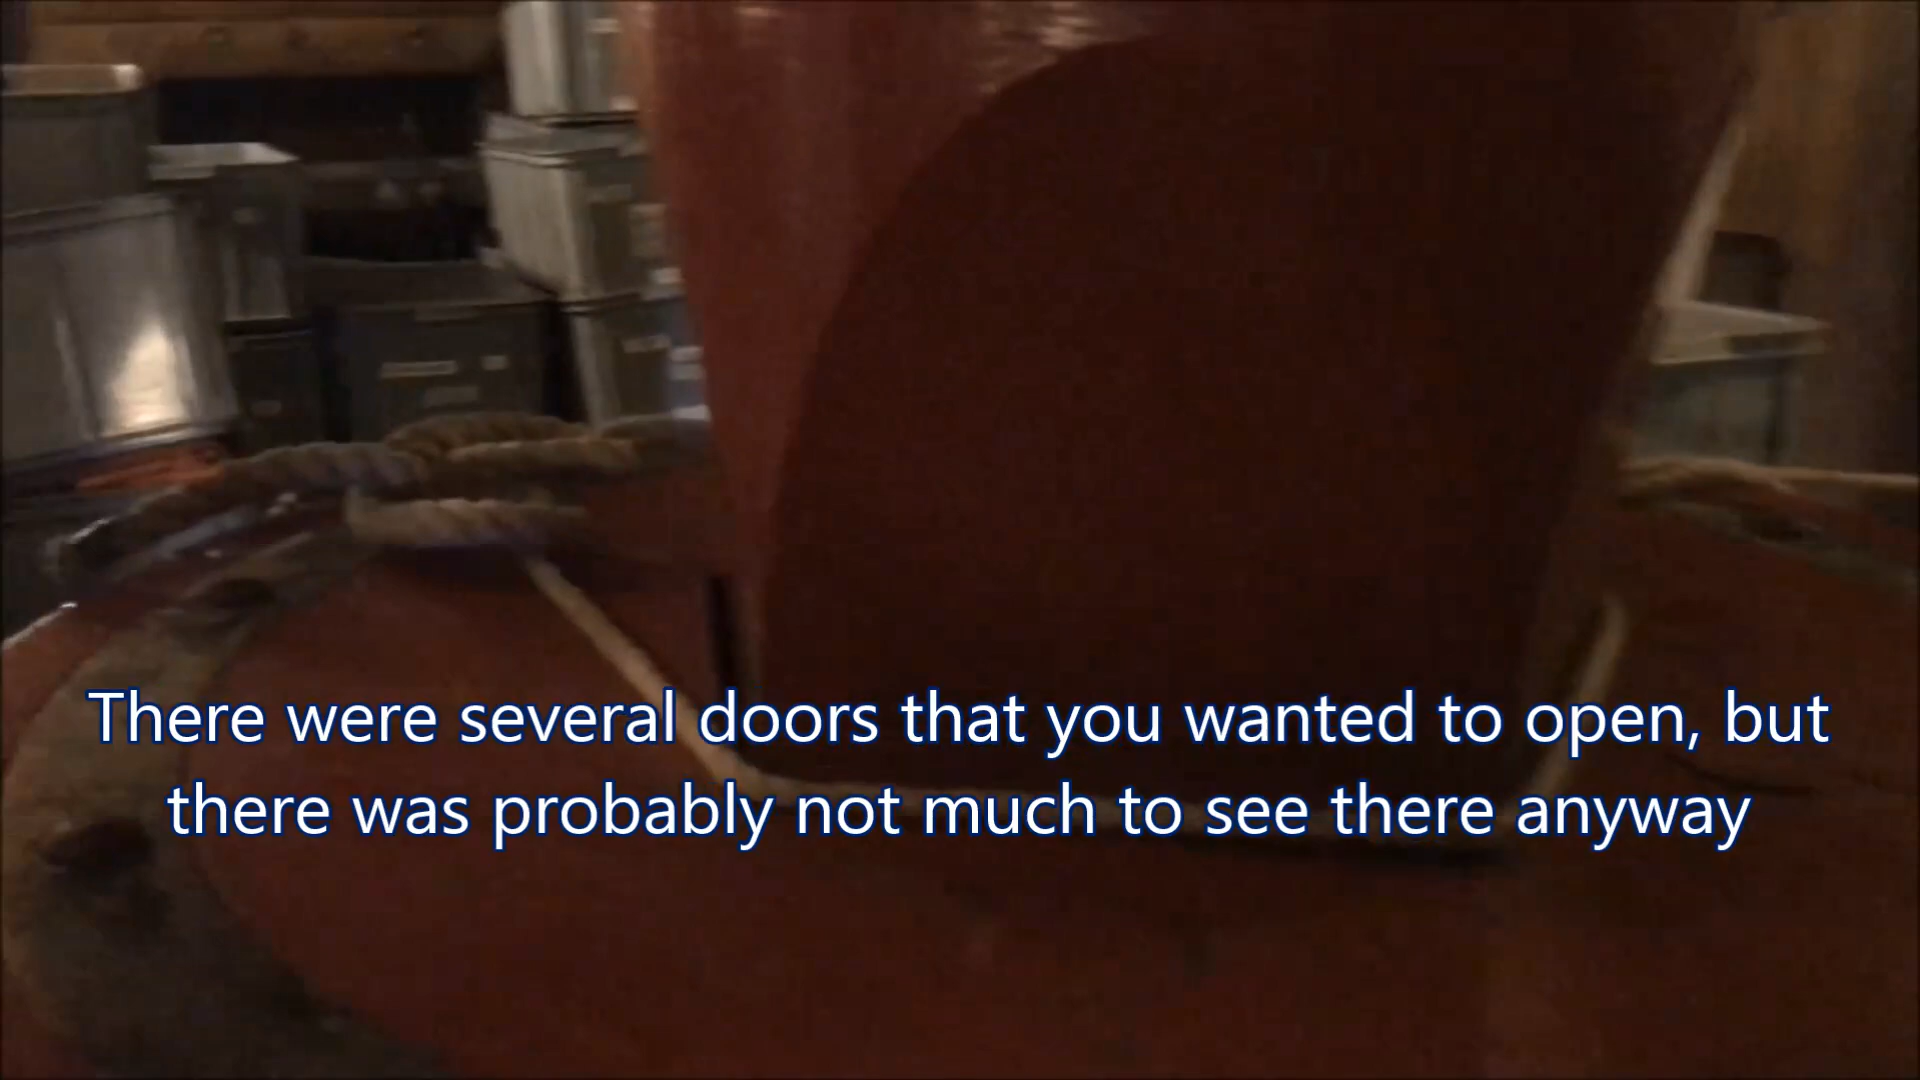 There were several doors that you wanted to open, but
there was probably not much to see there anyway